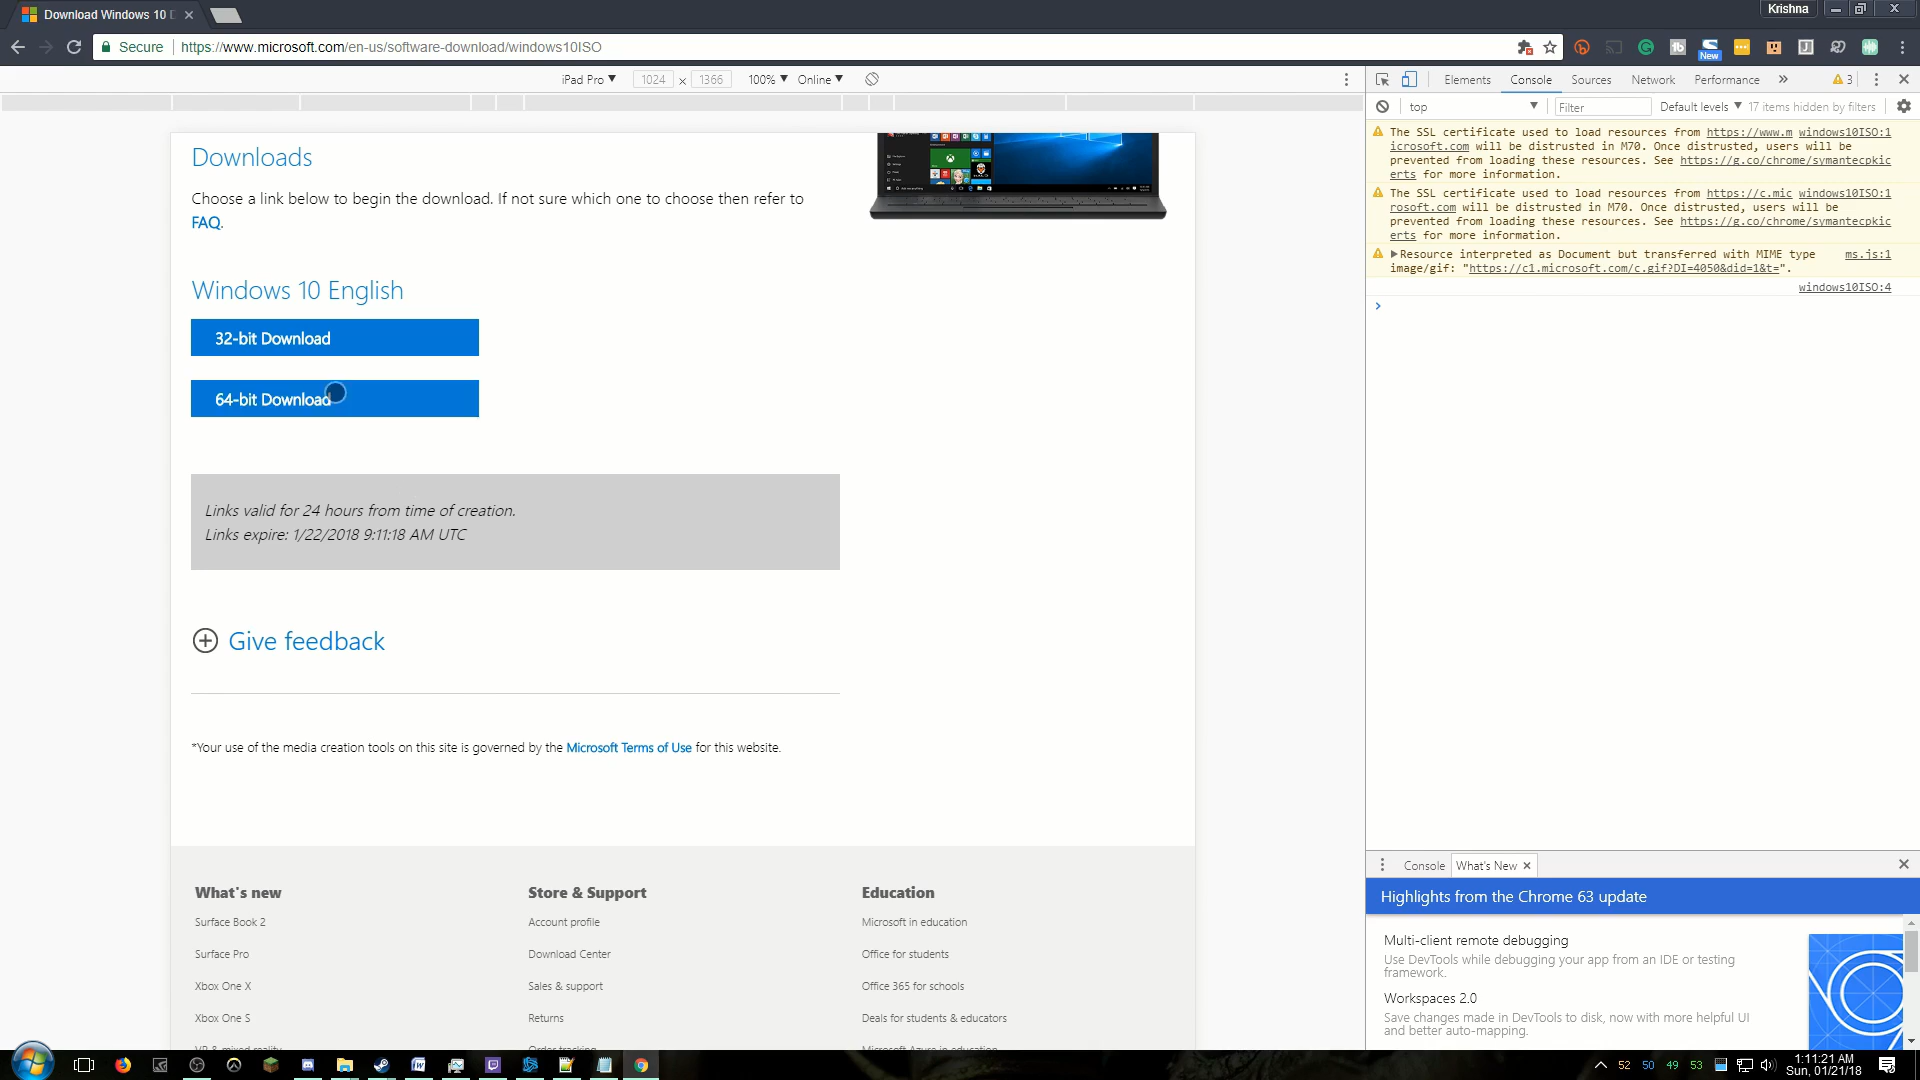 Download Windows 10 D
Krishna
Secure
https://www.microsoft.com/en-us/software-download/windows10ISO
New
iPad Pro
1024 × 1366
100%
Online
Elements
Console
Sources
Network
Performance
3
top
Filter
Default levels
17 items hidden by filters
The SSL certificate used to load resources from https://www.m windows10ISO:1
icrosoft.com will be distrusted in M70. Once distrusted, users will be
prevented from loading these resources. See https://g.co/chrome/symantecpkic
erts for more information.
The SSL certificate used to load resources from https://c.mic windows10ISO:1
rosoft.com will be distrusted in M70. Once distrusted, users will be
prevented from loading these resources. See https://g.co/chrome/symantecpkic
erts for more information.
Resource interpreted as Document but transferred with MIME type ms.js:1
image/gif: "https://c1.microsoft.com/c.gif?DI=4050&did=1&t=".
windows10ISO:4
Downloads
Choose a link below to begin the download. If not sure which one to choose then refer to
FAQ.
Windows 10 English
32-bit Download
64-bit Download
Links valid for 24 hours from time of creation.
Links expire: 1/22/2018 9:11:18 AM UTC
Give feedback
*Your use of the media creation tools on this site is governed by the Microsoft Terms of Use for this website.
What's new
Surface Book 2
Surface Pro
Xbox One X
Xbox One S
VR & mixed reality
Store & Support
Account profile
Download Center
Sales & support
Returns
Order tracking
Education
Microsoft in education
Office for students
Office 365 for schools
Deals for students & educators
Microsoft Azure in education
Console
What's New
Highlights from the Chrome 63 update
Multi-client remote debugging
Use DevTools while debugging your app from an IDE or testing
framework.
Workspaces 2.0
Save changes made in DevTools to disk, now with more helpful UI
and better auto-mapping.
52 50 49 53
1:11:21 AM
Sun, 01/21/18